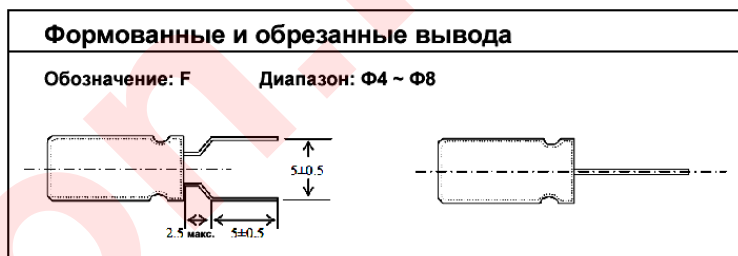 Формованные и обрезанные вывода
Обозначение: F Диапазон: Ф4 ~ Ф8
5±0.5
2.5 макс. 5±0.5